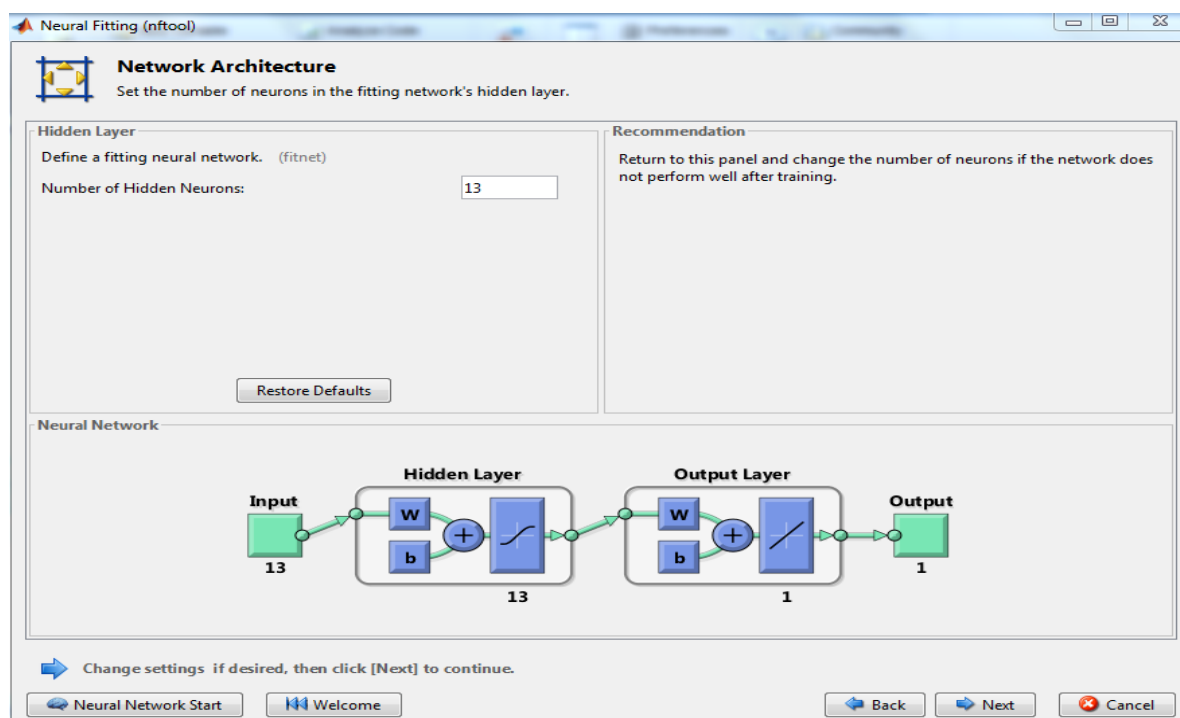 Neural Fitting (nftool)
Network Architecture
Set the number of neurons in the fitting network's hidden layer.
Hidden Layer
Define a fitting neural network. (fitnet)
Number of Hidden Neurons: 13
Restore Defaults
Recommendation
Return to this panel and change the number of neurons if the network does
not perform well after training.
Neural Network
Hidden Layer
Output Layer
Input
Output
W
b
W
b
13
13
1
1
Change settings if desired, then click [Next] to continue.
Neural Network Start
Welcome
Back
Next
Cancel